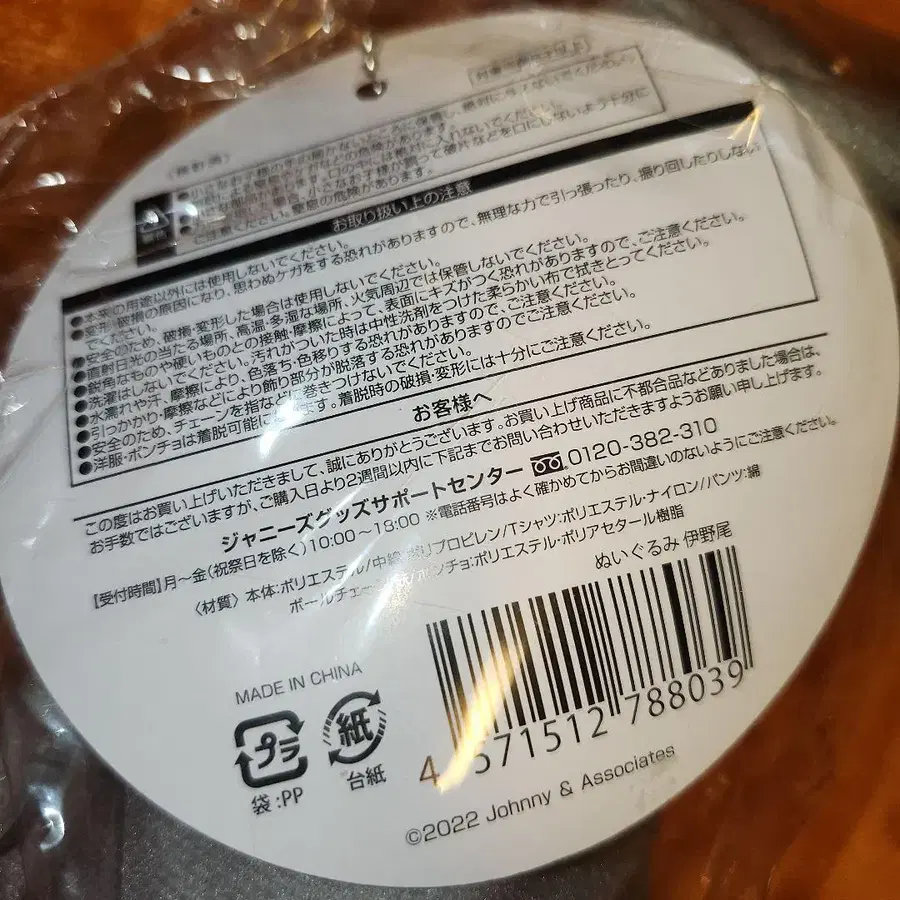 お取り扱い上の注意
●本来の用途以外には使用しないでください。
●変形・破損の原因になり、思わぬケガをする恐れがありますので、無理な力で引っ張ったり、振り回したりしない
でください。
●安全のため、破損・変形した場合は使用しないでください。
●直射日光の当たる場所、高温・多湿な場所、火気周辺では保管しないでください。
●鋭角なものや硬いものとの接触・摩擦によって、表面にキズがつく恐れがありますので、ご注意ください。
●洗濯はしないでください。汚れがついた時は中性洗剤をつけた柔らかい布で拭きとってください。
●水濡れや汗、摩擦により、色落ち・色移りする恐れがありますので、ご注意ください。
●引っかかり・摩擦などにより飾り部分が脱落する恐れがありますのでご注意ください。
●安全のため、チェーンを指などに巻きつけないでください。
●洋服・ポンチョは着脱可能に ます。着脱時の破損・変形には十分にご注意ください。
お客様へ
この度はお買い上げいただきまして、誠にありがとうございます。お買い上げ商品に不都合品などありました場合は、
お手数ではございますが、ご購入日より2週間以内に下記までお問い合わせいただきますようお願い申し上げます。
ジャニーズグッズサポートセンター 0120-382-310
【受付時間】月～金(祝祭日を除く)10:00～18:00 ※電話番号はよく確かめてからお間違いのないようにご注意ください。
〈材質〉本体:ポリエステル/中綿:ポリプロピレン/Tシャツ:ポリエステル・ナイロン/パンツ:綿
ボールチェーン: 鉄/ポンチョ:ポリエステル・ポリアセタール樹脂
ぬいぐるみ 伊野尾
MADE IN CHINA
プラ
袋:PP
紙
台紙
4 571512 788039
©2022 Johnny & Associates